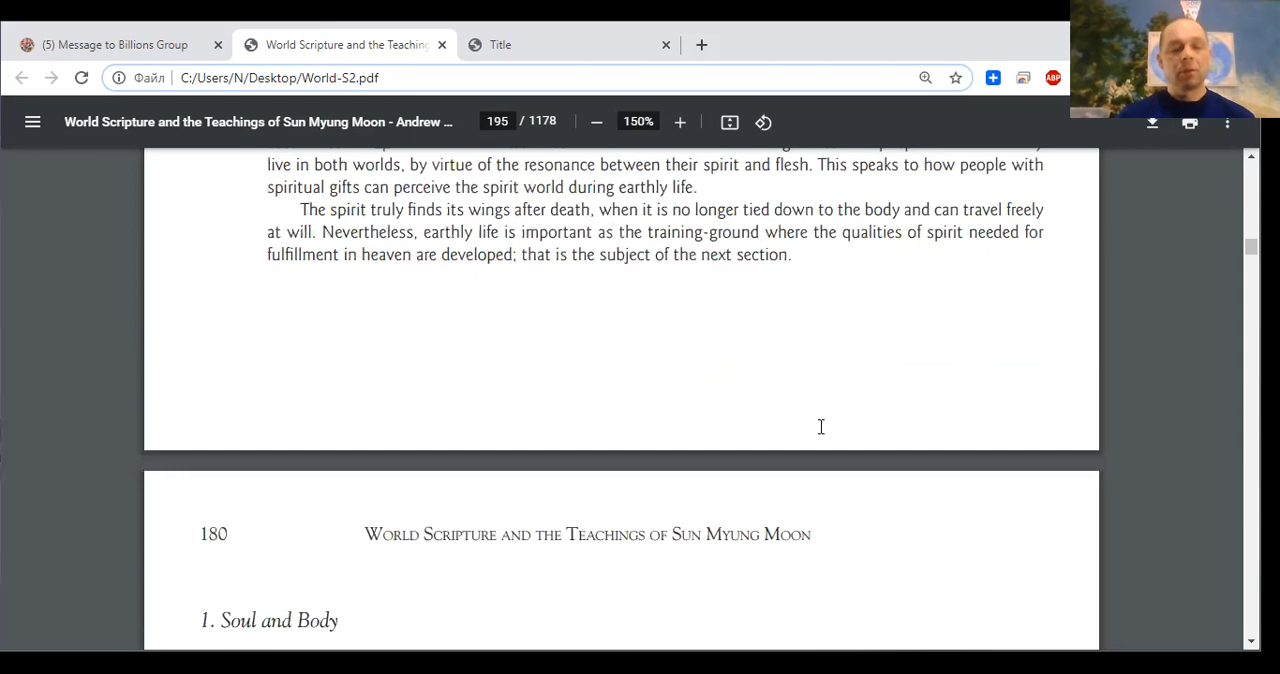 (5) Message to Billions Group
World Scripture and the Teaching
Title
Файл
C:/Users/N/Desktop/World-S2.pdf
ABP
World Scripture and the Teachings of Sun Myung Moon - Andrew ...
195 / 1178
150%
live in both worlds, by virtue of the resonance between their spirit and flesh. This speaks to how people with
spiritual gifts can perceive the spirit world during earthly life.
The spirit truly finds its wings after death, when it is no longer tied down to the body and can travel freely
at will. Nevertheless, earthly life is important as the training-ground where the qualities of spirit needed for
fulfillment in heaven are developed; that is the subject of the next section.
180
World Scripture and the Teachings of Sun Myung Moon
1. Soul and Body